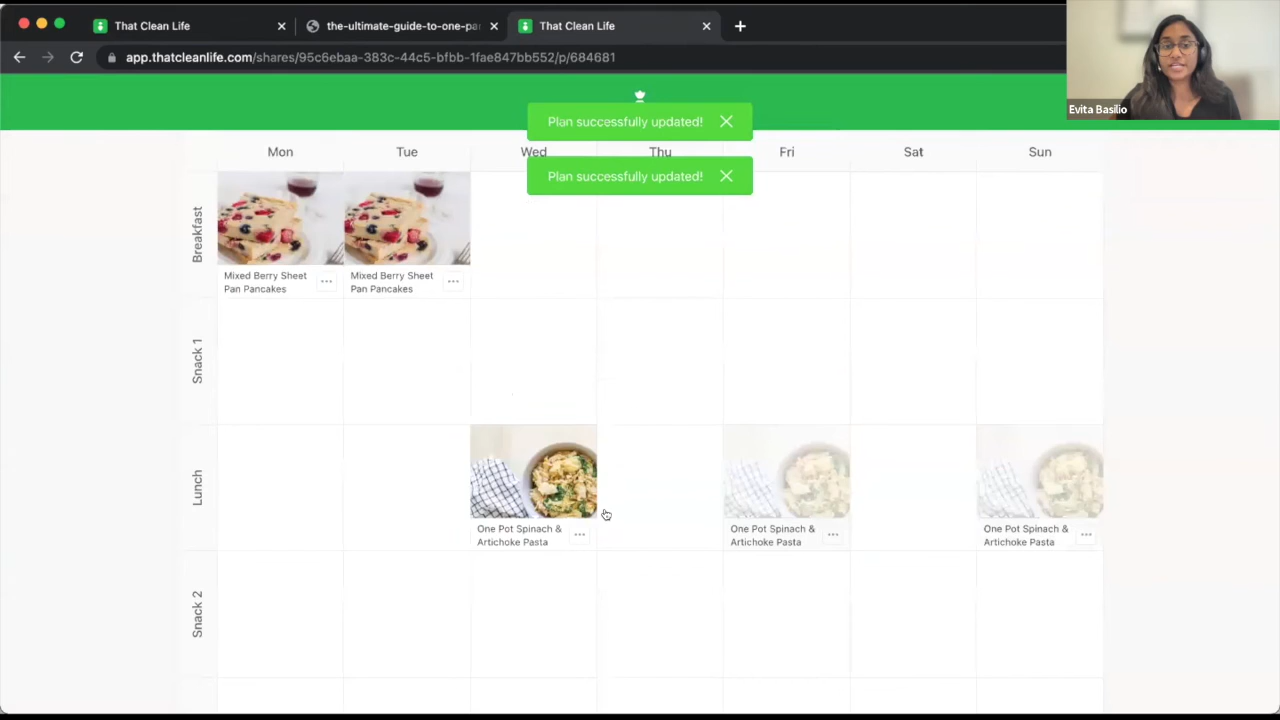 That Clean Life
the-ultimate-guide-to-one-pa
That Clean Life
app.thatcleanlife.com/shares/95c6ebaa-383c-44c5-bfbb-1fae847bb552/p/684681
Evita Basilio
Plan successfully updated!
Mon Tue Wed Thu Fri Sat Sun
Plan successfully updated!
Breakfast
Mixed Berry Sheet
Pan Pancakes
Mixed Berry Sheet
Pan Pancakes
Snack 1
Lunch
One Pot Spinach &
Artichoke Pasta
One Pot Spinach &
Artichoke Pasta
One Pot Spinach &
Artichoke Pasta
Snack 2